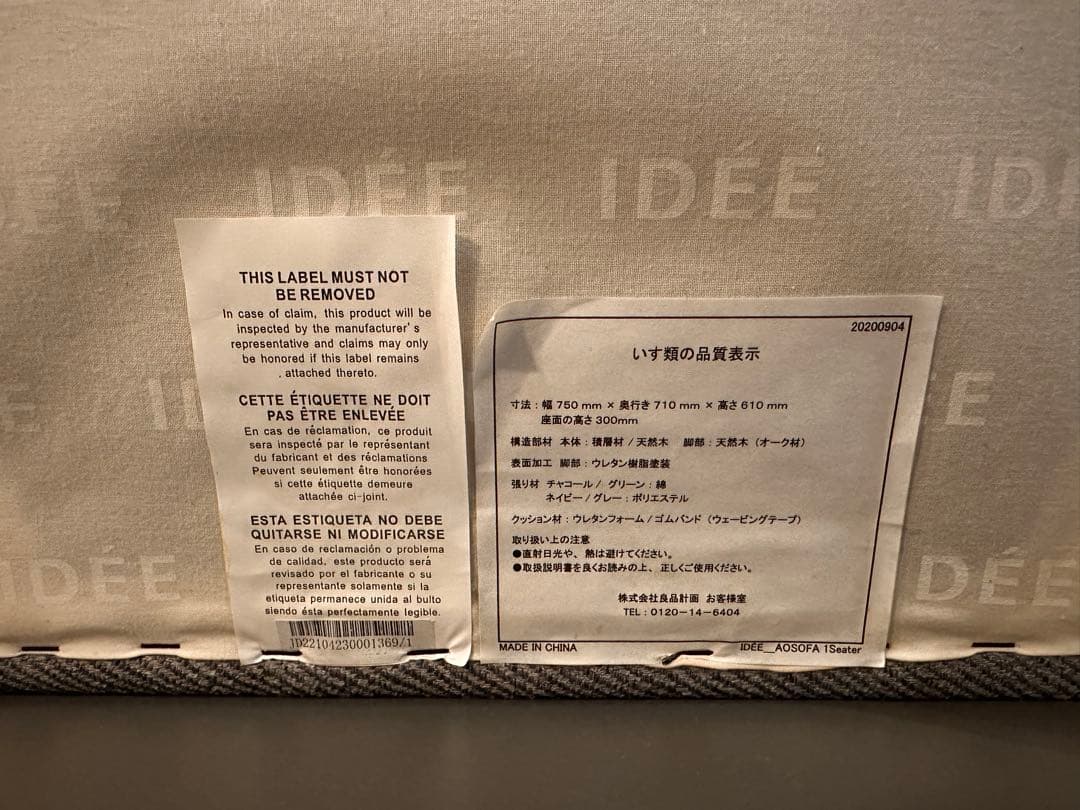 IDÉE
IDÉE
IDÉE
THIS LABEL MUST NOT
BE REMOVED
In case of claim, this product will be
inspected by the manufacturer's
representative and claims may only
be honored if this label remains
. attached thereto.
CETTE ÉTIQUETTE NE DOIT
PAS ÊTRE ENLEVÉE
En cas de réclamation, ce produit
sera inspecté par le représentant
du fabricant et des réclamations
Peuvent seulement être honorées
si cette étiquette demeure
attachée ci-joint.
ESTA ESTIQUETA NO DEBE
QUITARSE NI MODIFICARSE
En caso de reclamación o problema
de calidad, este producto será
revisado por el fabricante o su
representante solamente si la
etiqueta permanece unida al bulto
siendo ésta perfectamente legible.
JD22104230001369/1
20200904
いす類の品質表示
寸法：幅 750 mm × 奥行き 710 mm × 高さ 610 mm
座面の高さ 300mm
構造部材 本体：積層材 / 天然木 脚部：天然木（オーク材）
表面加工 脚部：ウレタン樹脂塗装
張り材 チャコール / グリーン：綿
ネイビー / グレー：ポリエステル
クッション材：ウレタンフォーム / ゴムバンド（ウェービングテープ）
取り扱い上の注意
●直射日光や、熱は避けてください。
●取扱説明書を良くお読みの上、正しくご使用ください。
株式会社良品計画 お客様室
TEL：0120-14-6404
MADE IN CHINA
IDEE__AOSOFA 1Seater